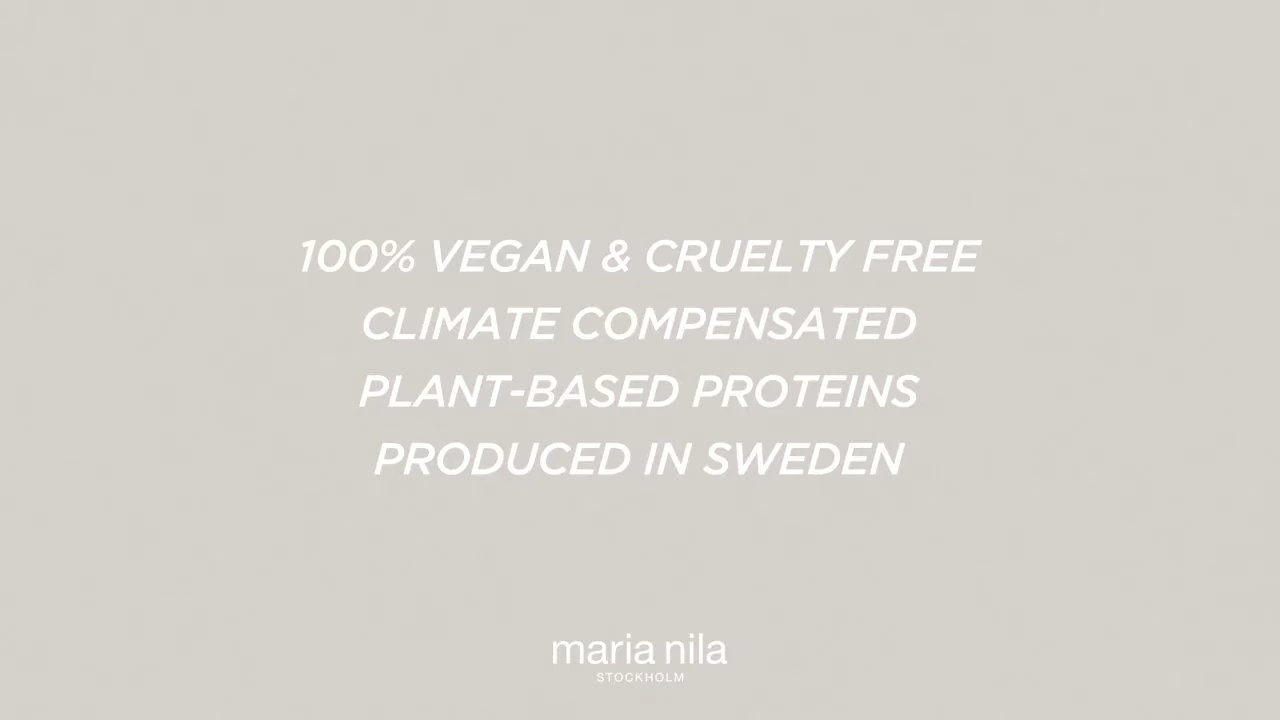 100% VEGAN & CRUELTY FREE
CLIMATE COMPENSATED
PLANT-BASED PROTEINS
PRODUCED IN SWEDEN
maria nila
STOCKHOLM